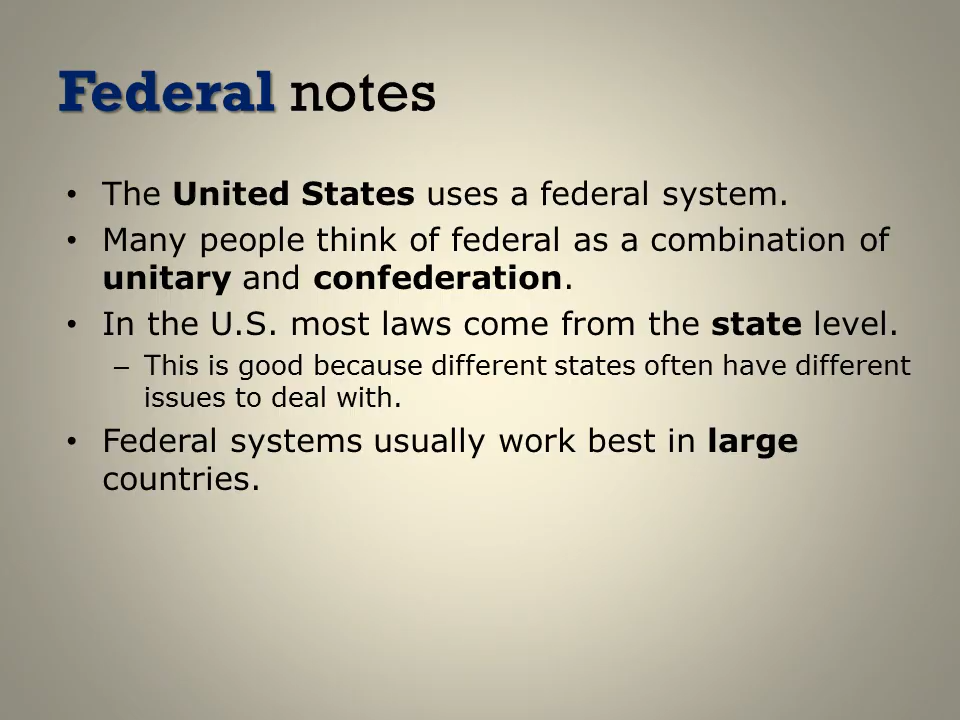 Federal notes
• The United States uses a federal system.
• Many people think of federal as a combination of
unitary and confederation.
• In the U.S. most laws come from the state level.
– This is good because different states often have different
issues to deal with.
• Federal systems usually work best in large
countries.